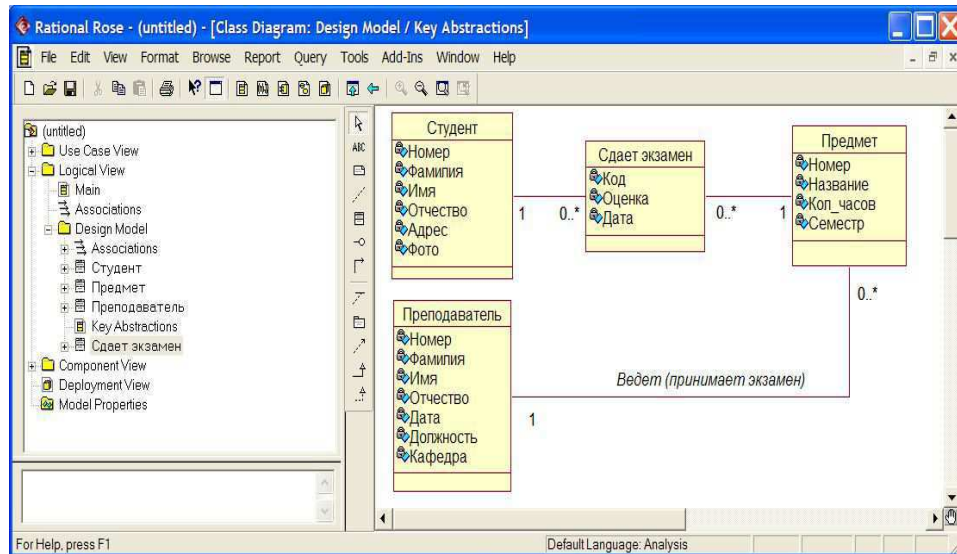 Rational Rose - (untitled) - [Class Diagram: Design Model / Key Abstractions]
File Edit View Format Browse Report Query Tools Add-Ins Window Help
(untitled)
Use Case View
Logical View
Main
Associations
Design Model
Associations
Студент
Предмет
Преподаватель
Key Abstractions
Сдает экзамен
Component View
Deployment View
Model Properties
ABC
Студент
Номер
Фамилия
Имя
Отчество
Адрес
Фото
1
0..*
Сдает экзамен
Код
Оценка
Дата
0..*
1
Предмет
Номер
Название
Кол_часов
Семестр
0..*
Преподаватель
Номер
Фамилия
Имя
Отчество
Дата
Должность
Кафедра
Ведет (принимает экзамен)
1
For Help, press F1
Default Language: Analysis